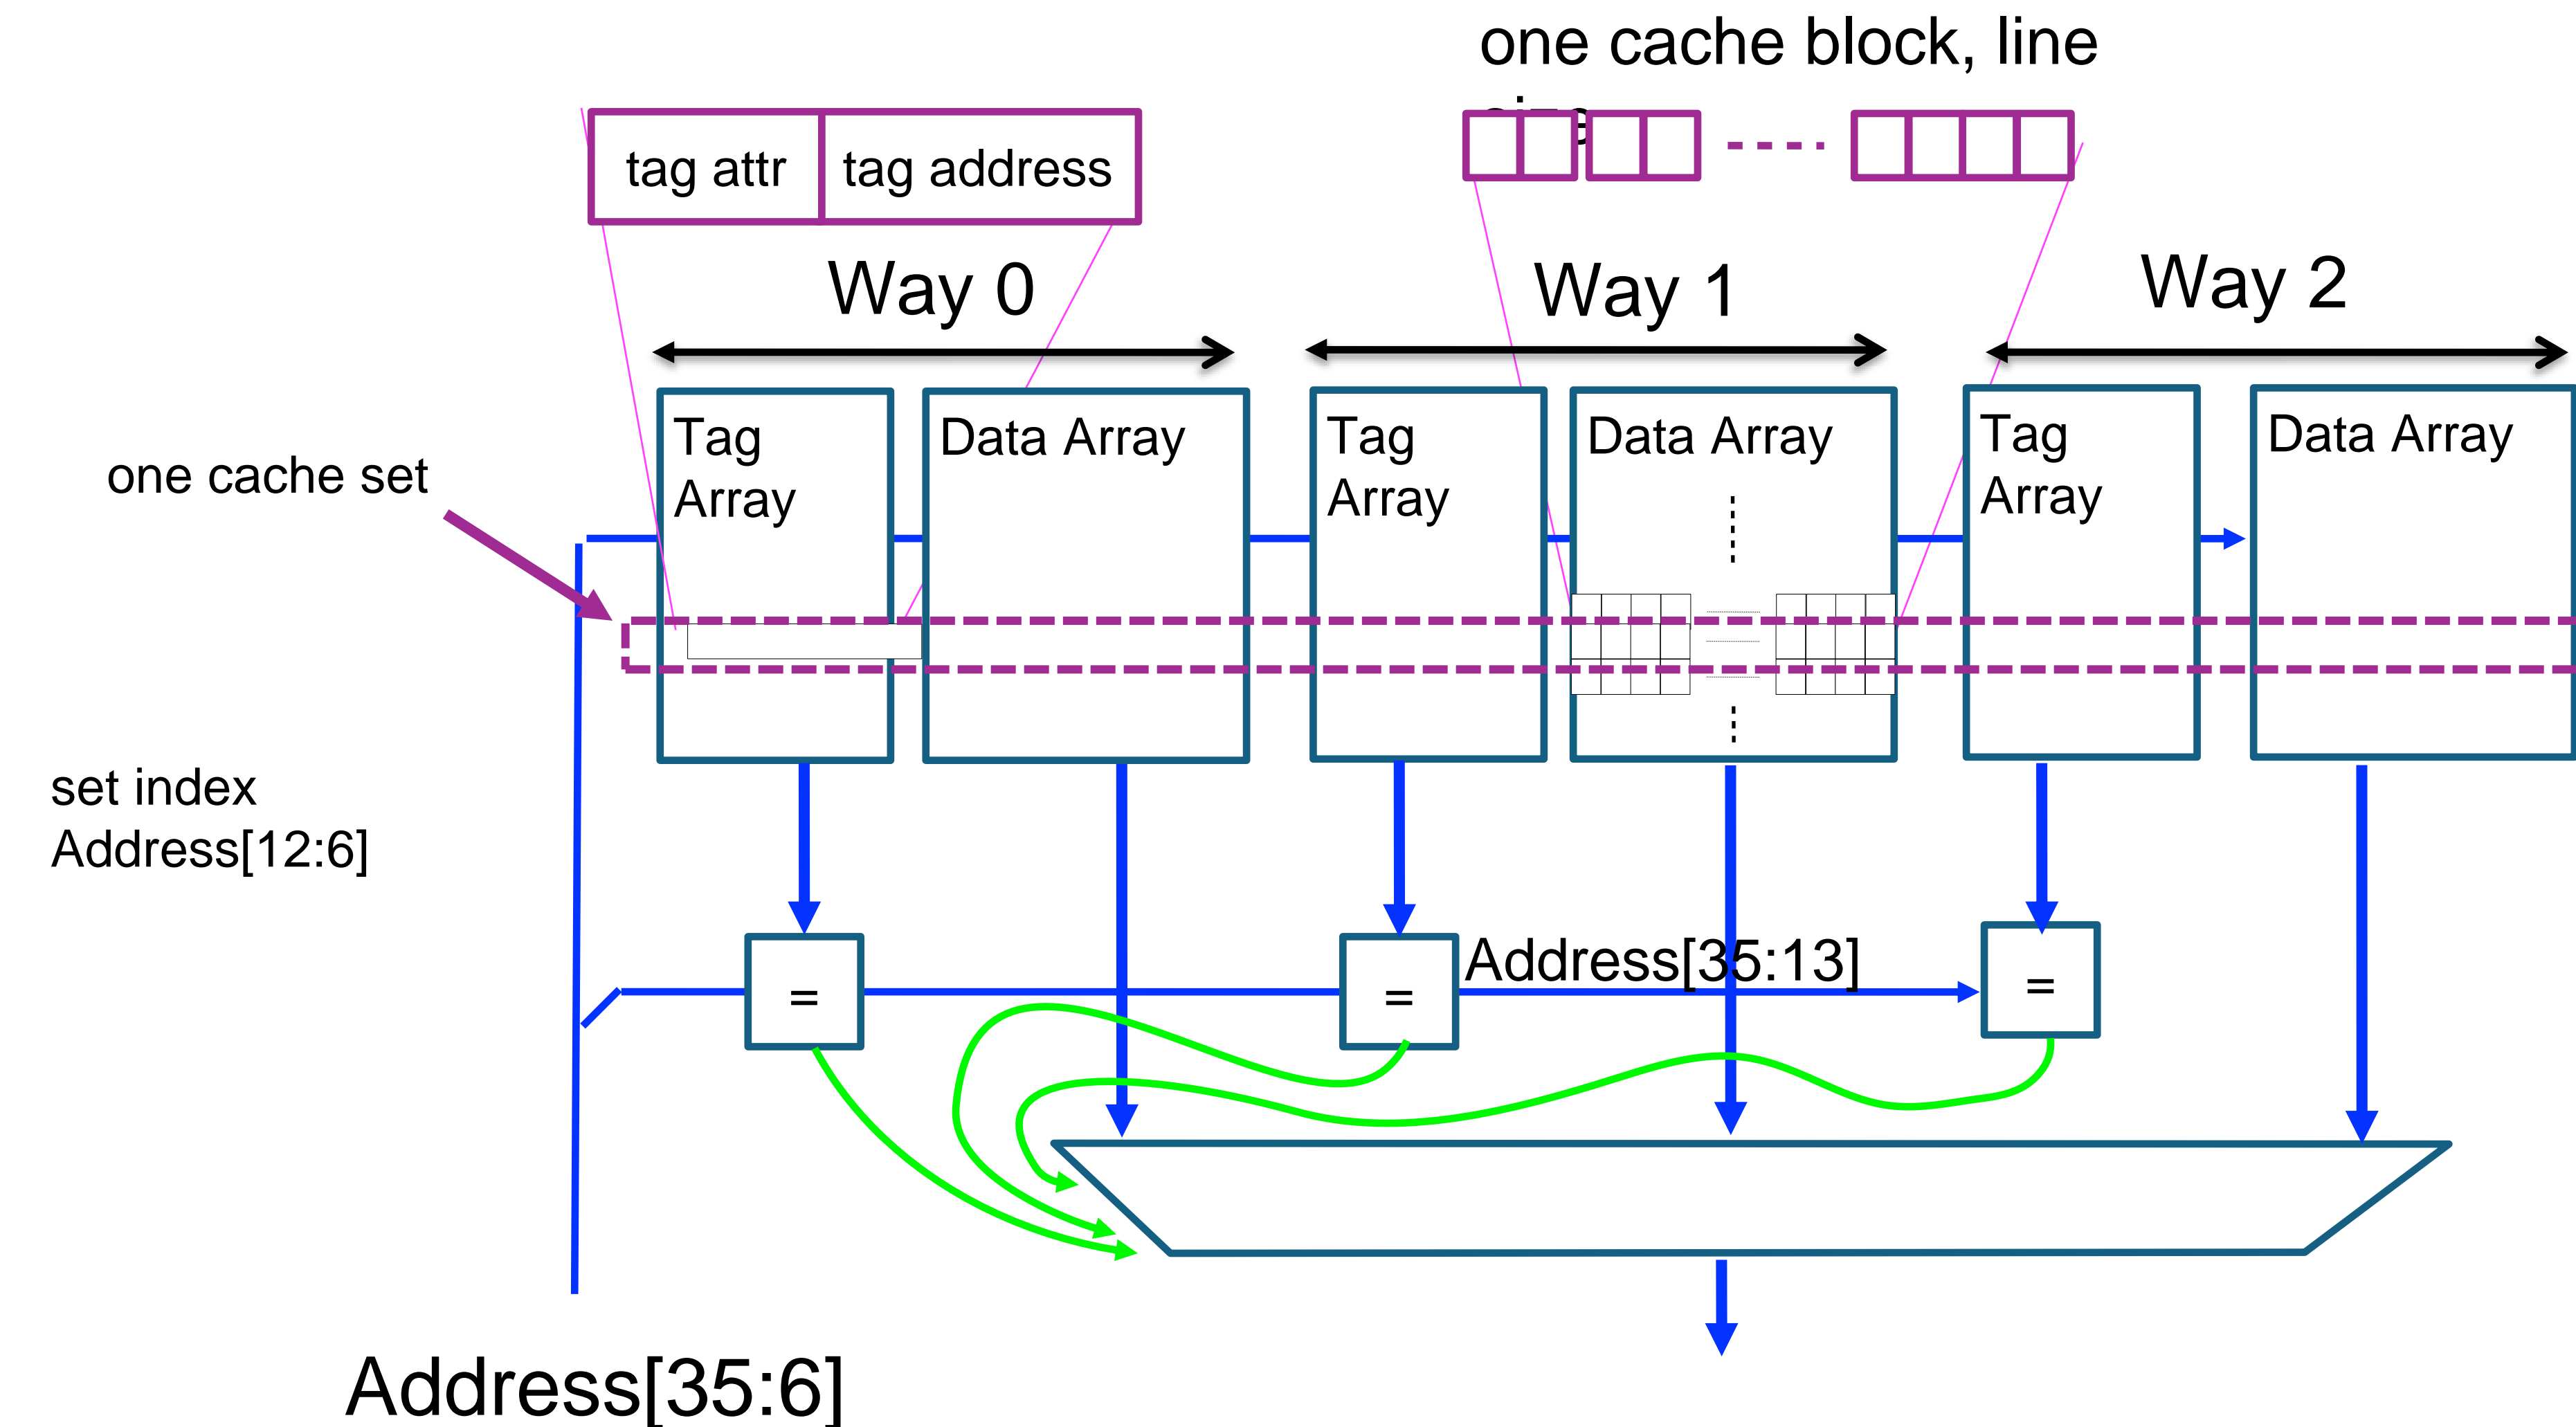 one cache block, line
size
tag attr
tag address
Way 0
Way 1
Way 2
Tag
Array
Data Array
Tag
Array
Data Array
Tag
Array
Data Array
one cache set
set index
Address[12:6]
=
=
Address[35:13]
=
Address[35:6]